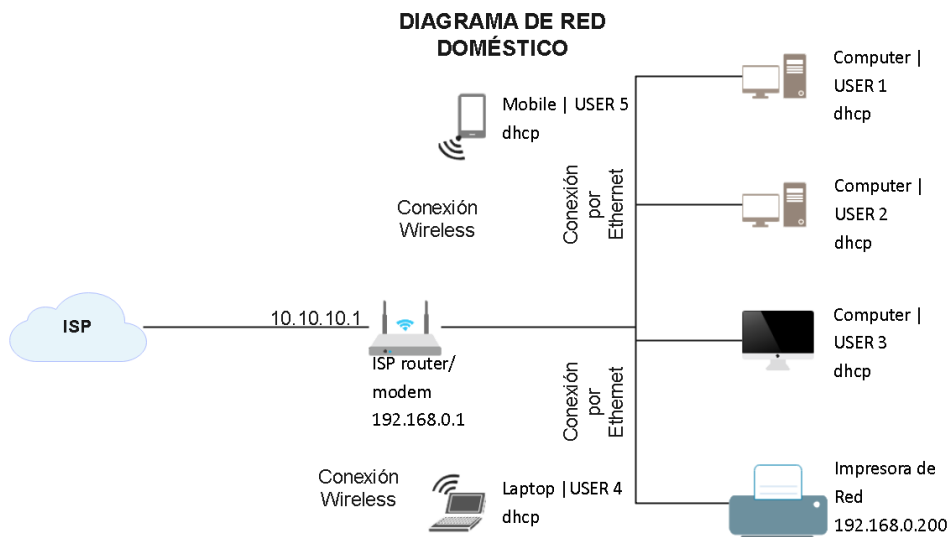 DIAGRAMA DE RED
DOMÉSTICO
Computer |
USER 1
dhcp
Mobile | USER 5
dhcp
Conexión
por
Ethernet
Computer |
USER 2
dhcp
Conexión
Wireless
ISP
10.10.10.1
ISP router/
modem
192.168.0.1
Computer |
USER 3
dhcp
Conexión
por
Ethernet
Conexión
Wireless
Laptop |USER 4
dhcp
Impresora de
Red
192.168.0.200